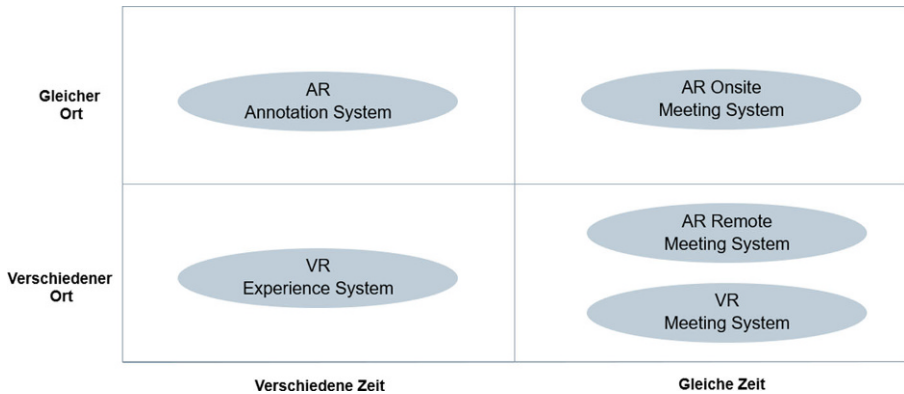 Gleicher
Ort
AR
Annotation System
AR Onsite
Meeting System
Verschiedener
Ort
VR
Experience System
AR Remote
Meeting System
VR
Meeting System
Verschiedene Zeit
Gleiche Zeit